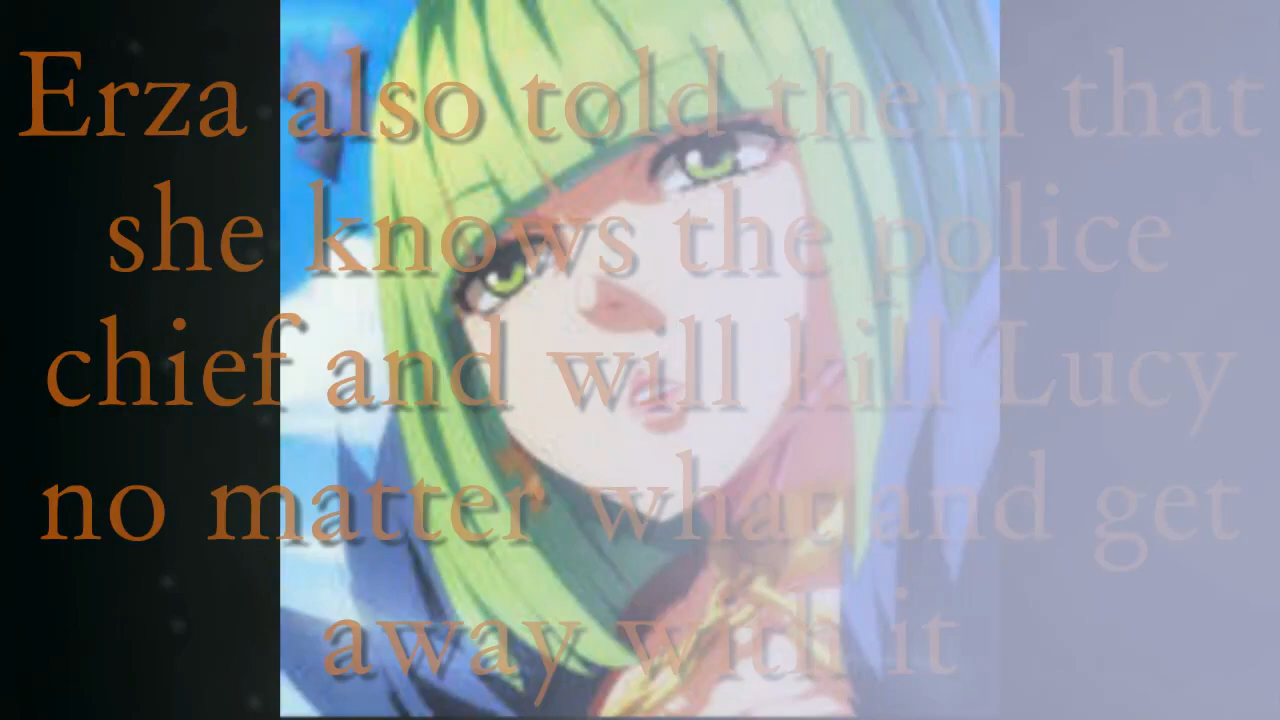 Erza also told them that
she knows the police
chief and will kill Lucy
no matter what and get
away with it